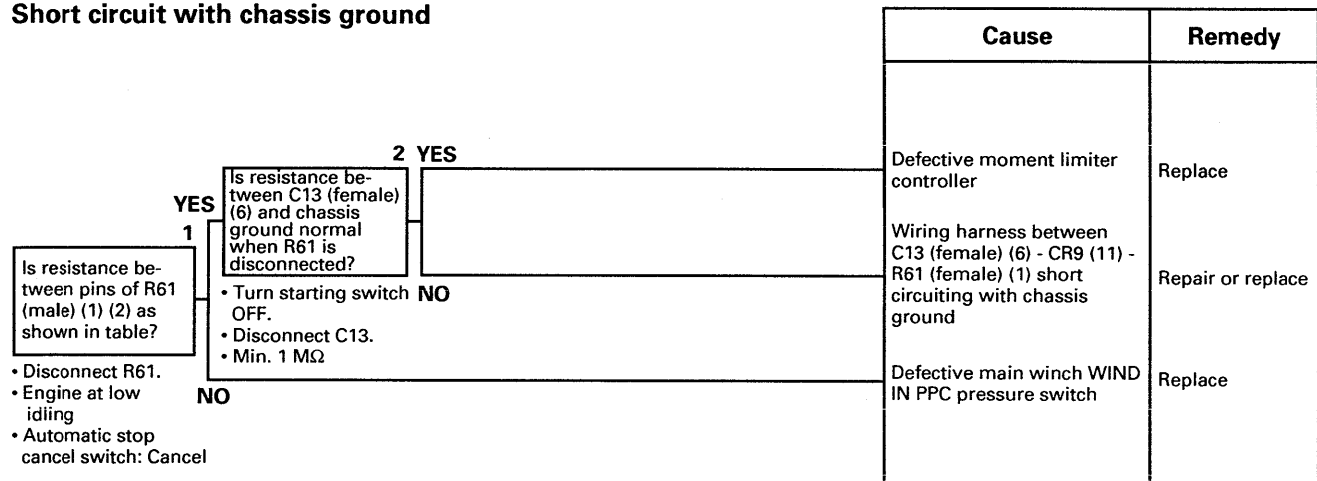 Short circuit with chassis ground
Cause
Remedy
2 YES
Is resistance be-
tween C13 (female)
(6) and chassis
ground normal
when R61 is
disconnected?
• Turn starting switch
OFF.
• Disconnect C13.
• Min. 1 MΩ
NO
YES
1
Is resistance be-
tween pins of R61
(male) (1) (2) as
shown in table?
• Disconnect R61.
• Engine at low
idling
• Automatic stop
cancel switch: Cancel
NO
Defective moment limiter
controller
Replace
Wiring harness between
C13 (female) (6) - CR9 (11) -
R61 (female) (1) short
circuiting with chassis
ground
Repair or replace
Defective main winch WIND
IN PPC pressure switch
Replace